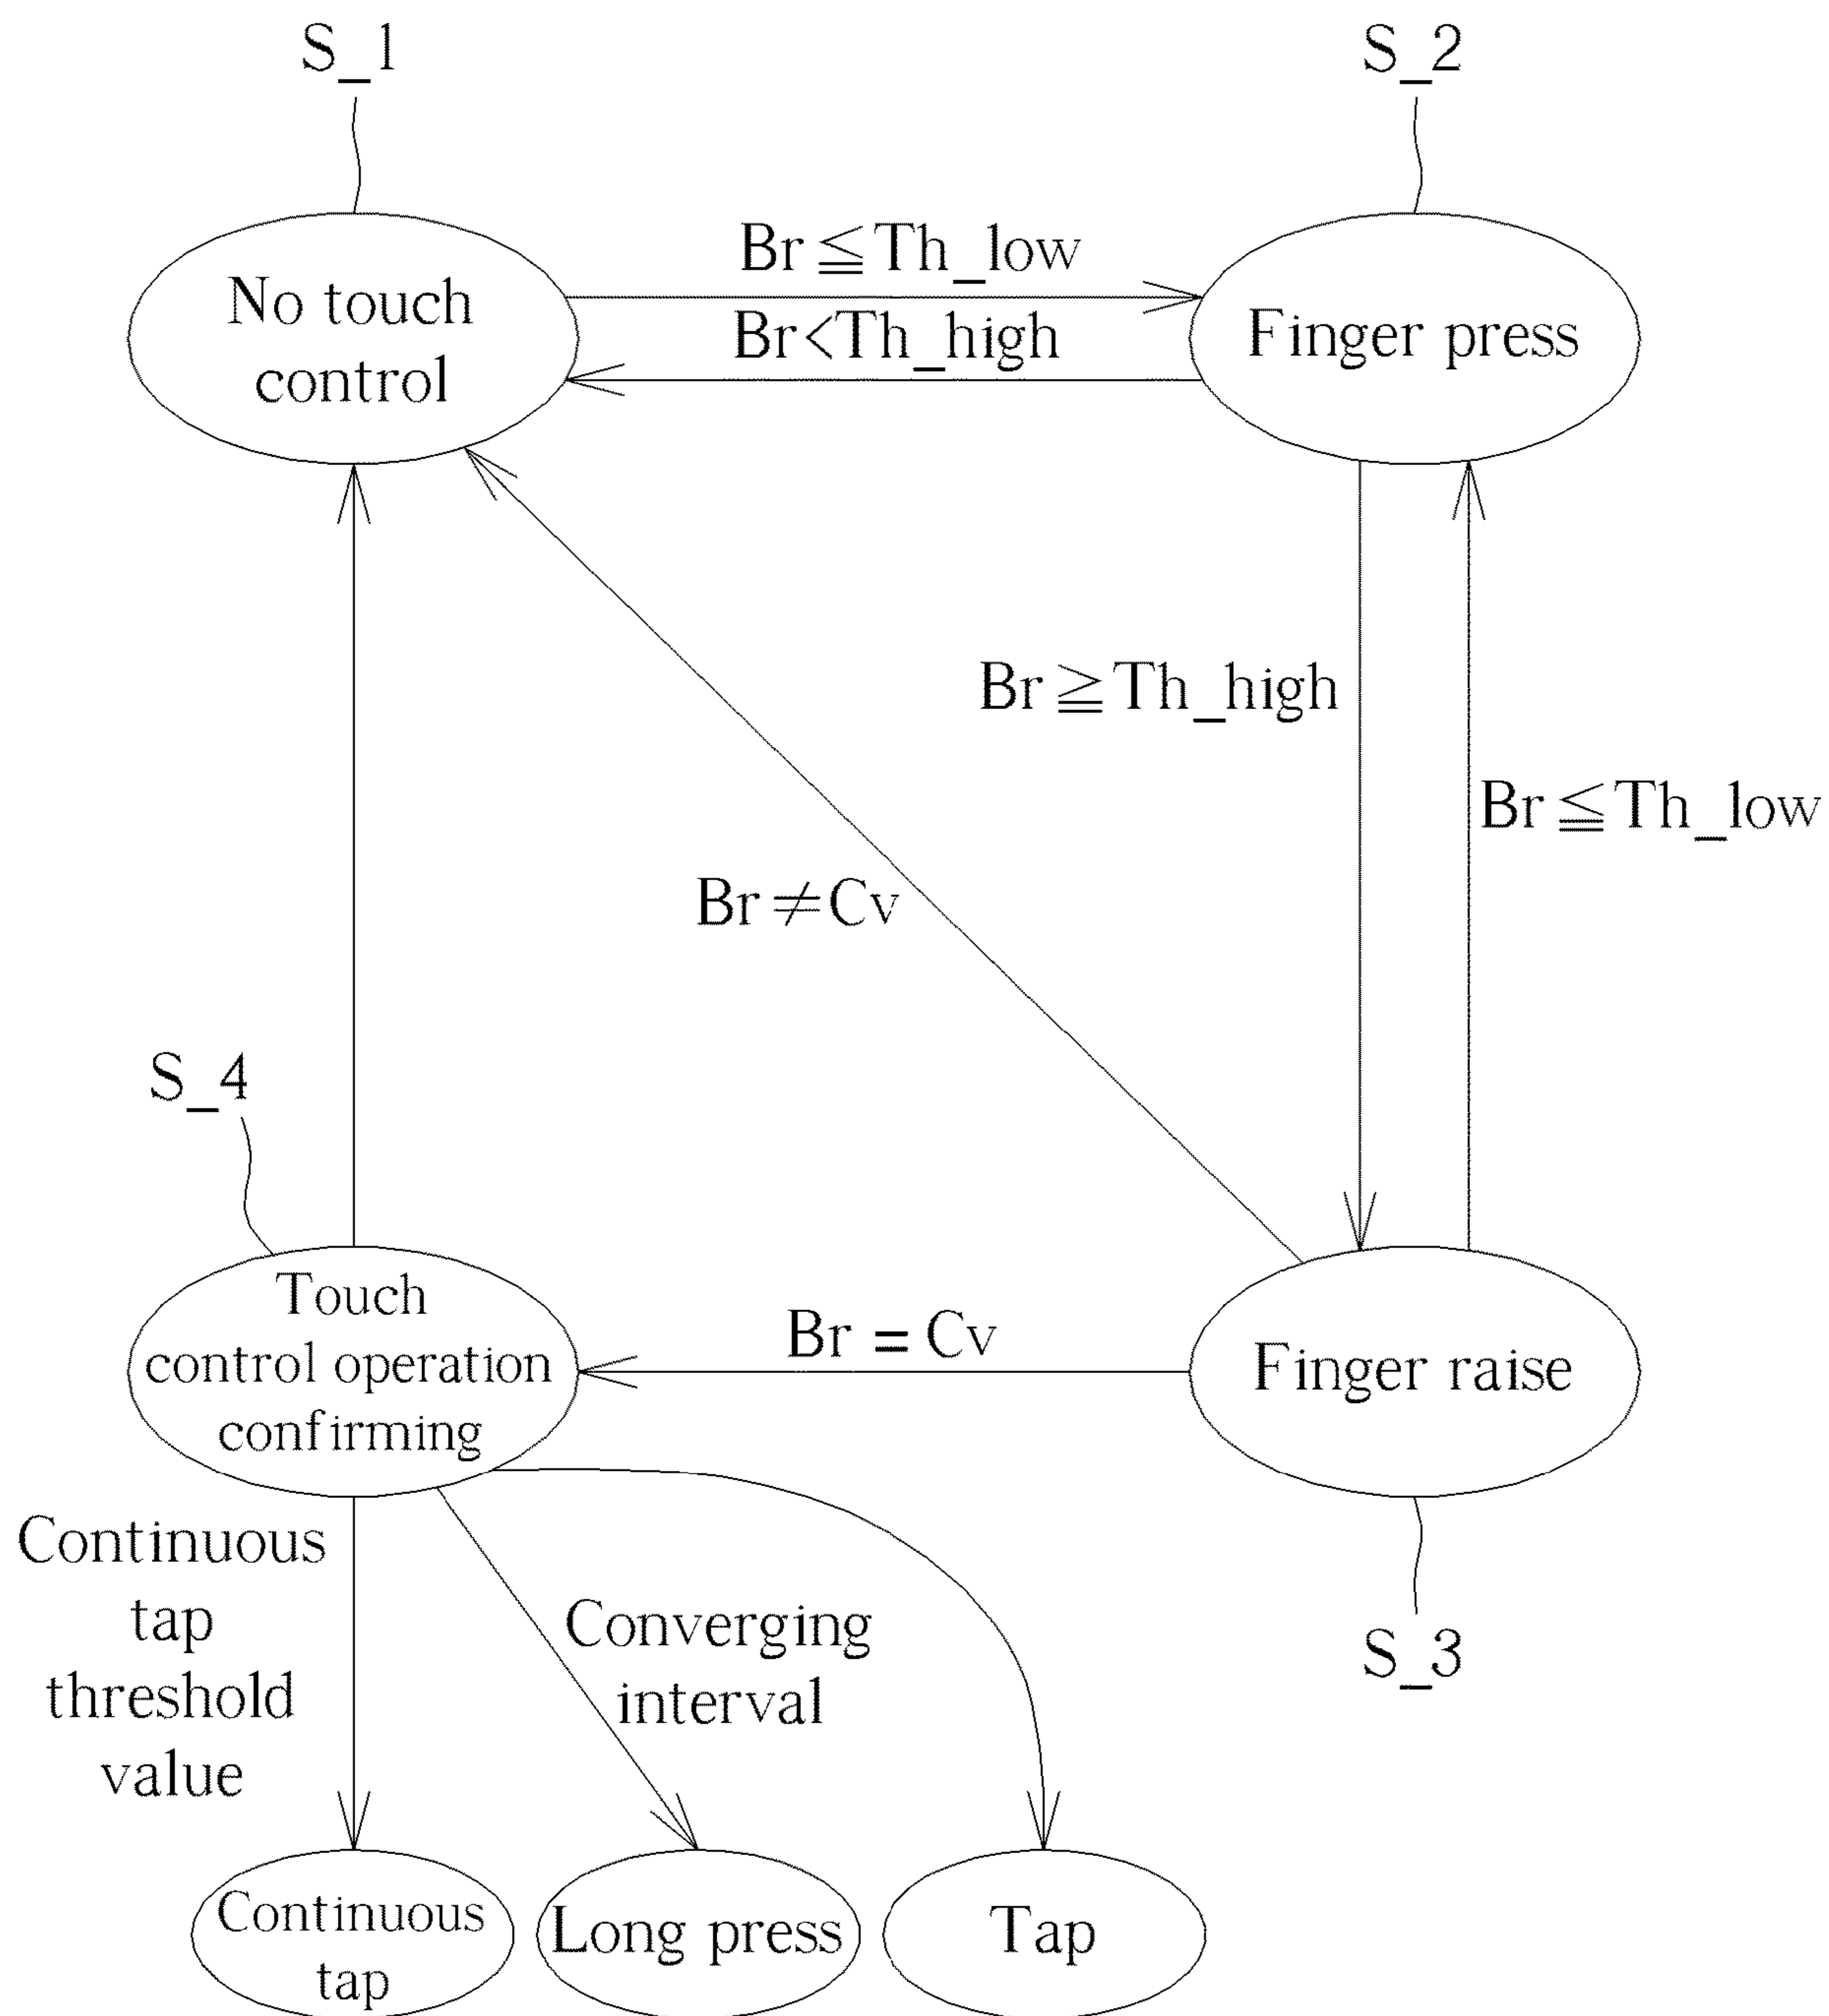 S_1
S_2
No touch
control
Br≦Th_low
Br<Th_high
Finger press
Br≧Th_high
Br≦Th_low
Br≠Cv
S_4
Touch
control operation
confirming
Br = Cv
Finger raise
S_3
Continuous
tap
threshold
value
Converging
interval
Continuous
tap
Long press
Tap